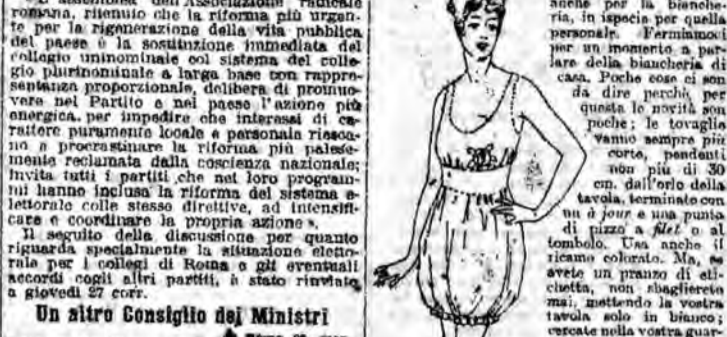 L'assemblea dell'Associazione radicale
romana, ritenuto che la riforma più urgen-
te per la rigenerazione della vita pubblica
del paese è la sostituzione immediata del
collegio uninominale col sistema del colle-
gio plurinominale a larga base con rappre-
sentanza proporzionale, delibera di promuo-
vere nel Partito e nel paese l'azione più
energica, per impedire che interessi di ca-
rattere puramente locale e personale riesca-
no a procrastinare la riforma più palese-
mente reclamata dalla coscienza nazionale;
invita tutti i partiti che nei loro program-
mi hanno inclusa la riforma del sistema e-
lettorale colle stesse direttive, ad intensifi-
care e coordinare la propria azione ».
Il seguito della discussione per quanto
riguarda specialmente la situazione eletto-
rale per i collegi di Roma e gli eventuali
accordi cogli altri partiti, è stato rinviato
a giovedì 27 corr.
Un altro Consiglio dei Ministri
anche per la bianche-
ria, in ispecie per quella
personale. Fermiamoci
per un momento a par-
lare della biancheria di
casa. Poche cose ci son
da dire perchè, per
questa le novità son
poche; le tovaglie
vanno sempre più
corte, pendenti
non più di 30
cm. dall'orlo della
tavola, terminate con
un à jour e una punta
di pizzo a filet o al
tombolo. Usa anche il
ricamo colorato. Ma, se
avete un pranzo di eti-
chetta, non sbaglierete
mai, mettendo la vostra
tavola solo in bianco;
cercate nella vostra guar-